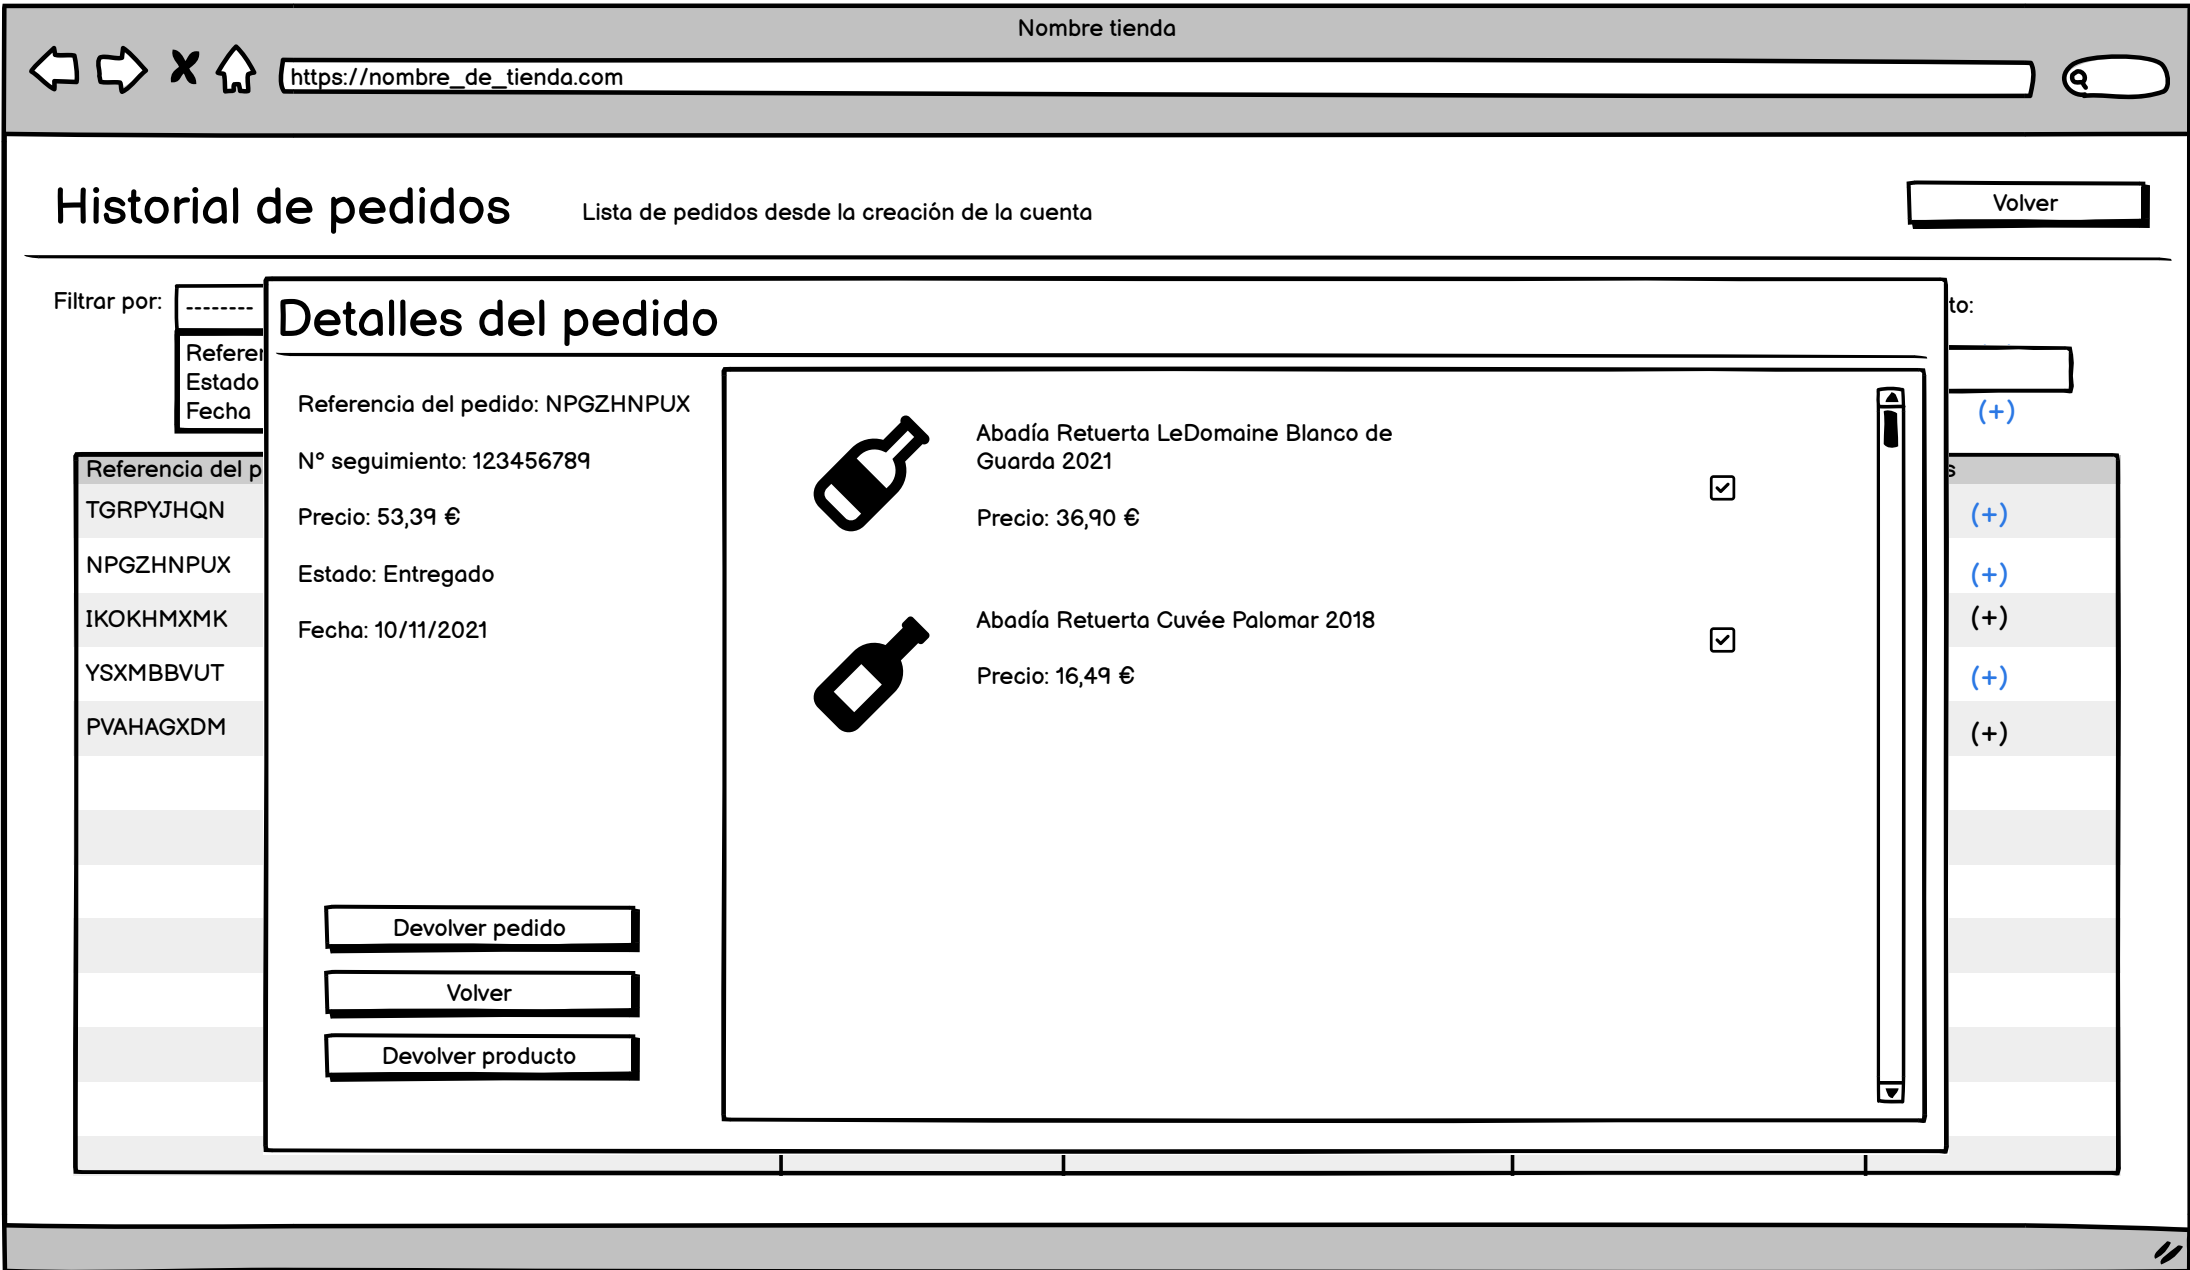 Nombre tienda
https://nombre_de_tienda.com
Historial de pedidos
Lista de pedidos desde la creación de la cuenta
Volver
Filtrar por:
--------
Estado
Fecha
to:
(+)
Detalles del pedido
Referencia del pedido: NPGZHNPUX
Nº seguimiento: 123456789
Precio: 53,39 €
Estado: Entregado
Fecha: 10/11/2021
Devolver pedido
Volver
Devolver producto
Abadía Retuerta LeDomaine Blanco de
Guarda 2021
Precio: 36,90 €
Abadía Retuerta Cuvée Palomar 2018
Precio: 16,49 €
Referencia del p
s
TGRPYJHQN
(+)
NPGZHNPUX
(+)
IKOKHMXMK
(+)
YSXMBBVUT
(+)
PVAHAGXDM
(+)